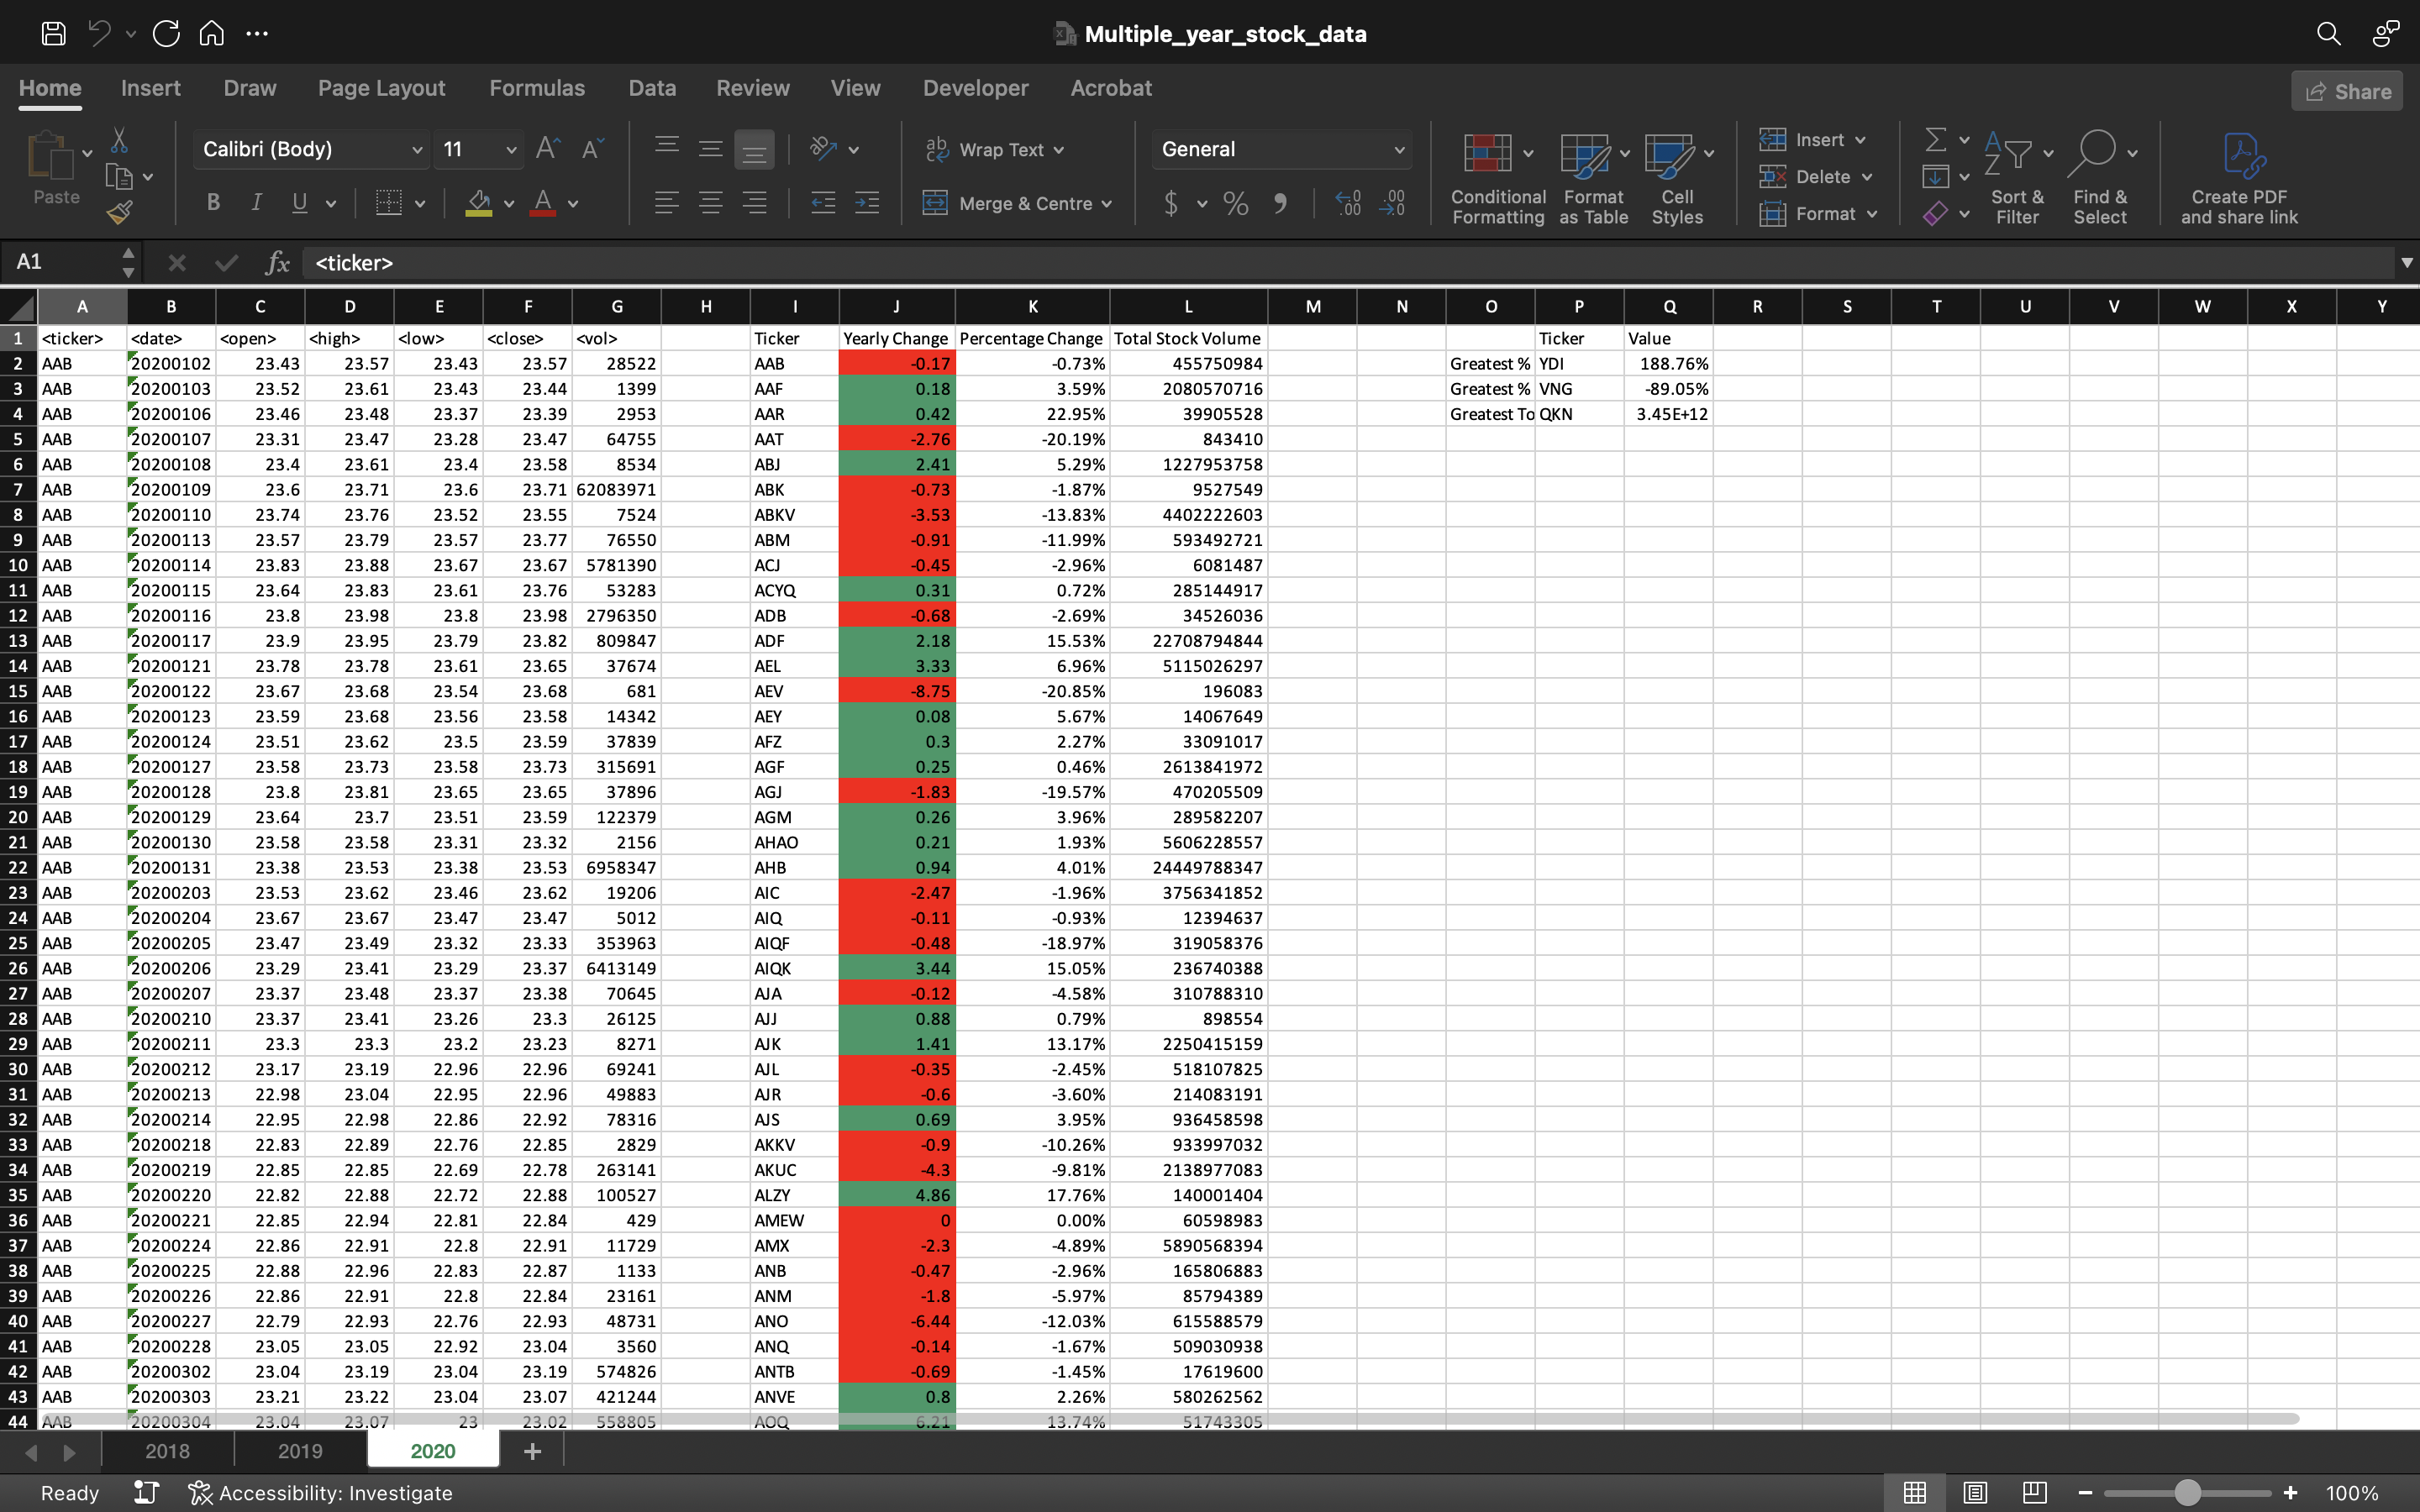 Multiple_year_stock_data
Home Insert Draw Page Layout Formulas Data Review View Developer Acrobat Share
Paste Calibri (Body) 11 Wrap Text General Insert
B I U Merge & Centre $ % Conditional Formatting Format as Table Cell Styles Delete Format Sort & Filter Find & Select Create PDF and share link
A1 fx <ticker>
A B C D E F G H I J K L M N O P Q R S T U V W X Y
1 <ticker> <date> <open> <high> <low> <close> <vol> Ticker Yearly Change Percentage Change Total Stock Volume Ticker Value
2 AAB 20200102 23.43 23.57 23.43 23.57 28522 AAB -0.17 -0.73% 455750984 Greatest % YDI 188.76%
3 AAB 20200103 23.52 23.61 23.43 23.44 1399 AAF 0.18 3.59% 2080570716 Greatest % VNG -89.05%
4 AAB 20200106 23.46 23.48 23.37 23.39 2953 AAR 0.42 22.95% 39905528 Greatest To QKN 3.45E+12
5 AAB 20200107 23.31 23.47 23.28 23.47 64755 AAT -2.76 -20.19% 843410
6 AAB 20200108 23.4 23.61 23.4 23.58 8534 ABJ 2.41 5.29% 1227953758
7 AAB 20200109 23.6 23.71 23.6 23.71 62083971 ABK -0.73 -1.87% 9527549
8 AAB 20200110 23.74 23.76 23.52 23.55 7524 ABKV -3.53 -13.83% 4402222603
9 AAB 20200113 23.57 23.79 23.57 23.77 76550 ABM -0.91 -11.99% 593492721
10 AAB 20200114 23.83 23.88 23.67 23.67 5781390 ACJ -0.45 -2.96% 6081487
11 AAB 20200115 23.64 23.83 23.61 23.76 53283 ACYQ 0.31 0.72% 285144917
12 AAB 20200116 23.8 23.98 23.8 23.98 2796350 ADB -0.68 -2.69% 34526036
13 AAB 20200117 23.9 23.95 23.79 23.82 809847 ADF 2.18 15.53% 22708794844
14 AAB 20200121 23.78 23.78 23.61 23.65 37674 AEL 3.33 6.96% 5115026297
15 AAB 20200122 23.67 23.68 23.54 23.68 681 AEV -8.75 -20.85% 196083
16 AAB 20200123 23.59 23.68 23.56 23.58 14342 AEY 0.08 5.67% 14067649
17 AAB 20200124 23.51 23.62 23.5 23.59 37839 AFZ 0.3 2.27% 33091017
18 AAB 20200127 23.58 23.73 23.58 23.73 315691 AGF 0.25 0.46% 2613841972
19 AAB 20200128 23.8 23.81 23.65 23.65 37896 AGJ -1.83 -19.57% 470205509
20 AAB 20200129 23.64 23.7 23.51 23.59 122379 AGM 0.26 3.96% 289582207
21 AAB 20200130 23.58 23.58 23.31 23.32 2156 AHAO 0.21 1.93% 5606228557
22 AAB 20200131 23.38 23.53 23.38 23.53 6958347 AHB 0.94 4.01% 24449788347
23 AAB 20200203 23.53 23.62 23.46 23.62 19206 AIC -2.47 -1.96% 3756341852
24 AAB 20200204 23.67 23.67 23.47 23.47 5012 AIQ -0.11 -0.93% 12394637
25 AAB 20200205 23.47 23.49 23.32 23.33 353963 AIQF -0.48 -18.97% 319058376
26 AAB 20200206 23.29 23.41 23.29 23.37 6413149 AIQK 3.44 15.05% 236740388
27 AAB 20200207 23.37 23.48 23.37 23.38 70645 AJA -0.12 -4.58% 310788310
28 AAB 20200210 23.37 23.41 23.26 23.3 26125 AJJ 0.88 0.79% 898554
29 AAB 20200211 23.3 23.3 23.2 23.23 8271 AJK 1.41 13.17% 2250415159
30 AAB 20200212 23.17 23.19 22.96 22.96 69241 AJL -0.35 -2.45% 518107825
31 AAB 20200213 22.98 23.04 22.95 22.96 49883 AJR -0.6 -3.60% 214083191
32 AAB 20200214 22.95 22.98 22.86 22.92 78316 AJS 0.69 3.95% 936458598
33 AAB 20200218 22.83 22.89 22.76 22.85 2829 AKKV -0.9 -10.26% 933997032
34 AAB 20200219 22.85 22.85 22.69 22.78 263141 AKUC -4.3 -9.81% 2138977083
35 AAB 20200220 22.82 22.88 22.72 22.88 100527 ALZY 4.86 17.76% 140001404
36 AAB 20200221 22.85 22.94 22.81 22.84 429 AMEW 0 0.00% 60598983
37 AAB 20200224 22.86 22.91 22.8 22.91 11729 AMX -2.3 -4.89% 5890568394
38 AAB 20200225 22.88 22.96 22.83 22.87 1133 ANB -0.47 -2.96% 165806883
39 AAB 20200226 22.86 22.91 22.8 22.84 23161 ANM -1.8 -5.97% 85794389
40 AAB 20200227 22.79 22.93 22.76 22.93 48731 ANO -6.44 -12.03% 615588579
41 AAB 20200228 23.05 23.05 22.92 23.04 3560 ANQ -0.14 -1.67% 509030938
42 AAB 20200302 23.04 23.19 23.04 23.19 574826 ANTB -0.69 -1.45% 17619600
43 AAB 20200303 23.21 23.22 23.04 23.07 421244 ANVE 0.8 2.26% 580262562
44 AAB 20200304 23.04 23.07 23 23.02 558805 AOQ 6.21 13.74% 51743305
2018 2019 2020
Ready Accessibility: Investigate 100%